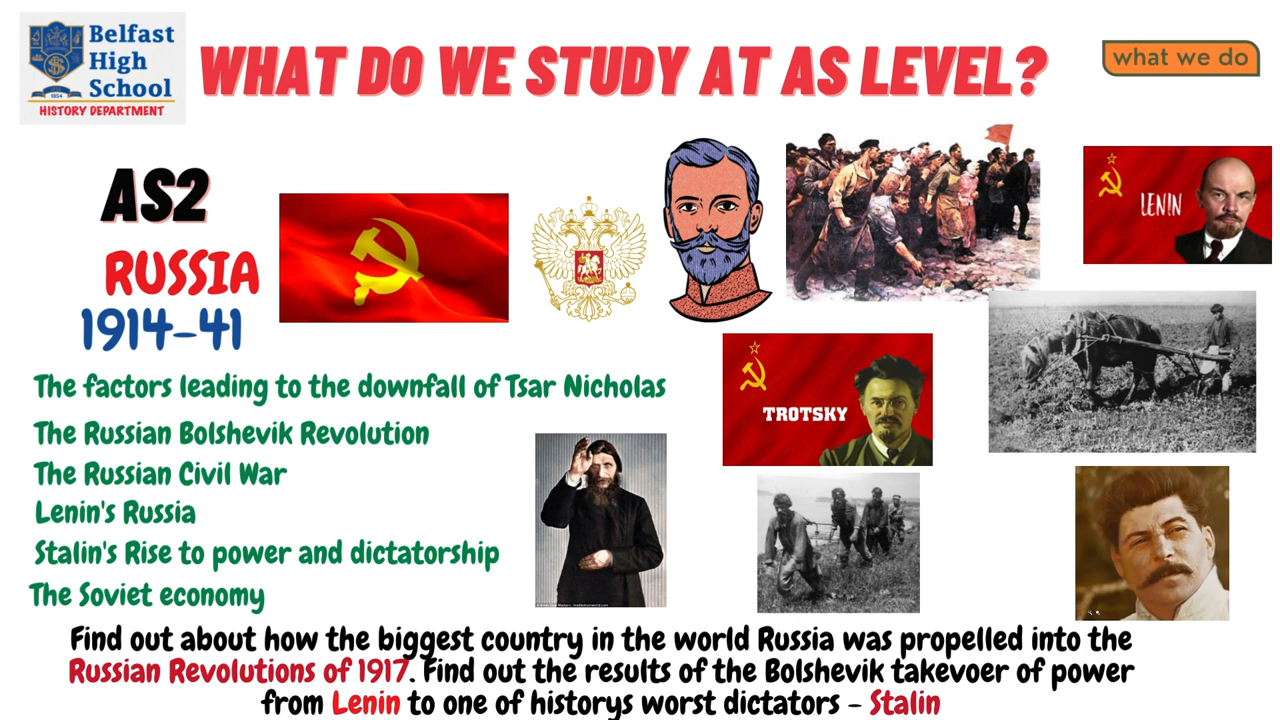 Belfast
High
School
1854
HISTORY DEPARTMENT
WHAT DO WE STUDY AT AS LEVEL?
what we do
AS2
RUSSIA
1914-41
LENIN
TROTSKY
The factors leading to the downfall of Tsar Nicholas
The Russian Bolshevik Revolution
The Russian Civil War
Lenin's Russia
Stalin's Rise to power and dictatorship
The Soviet economy
Find out about how the biggest country in the world Russia was propelled into the
Russian Revolutions of 1917. Find out the results of the Bolshevik takevoer of power
from Lenin to one of historys worst dictators - Stalin